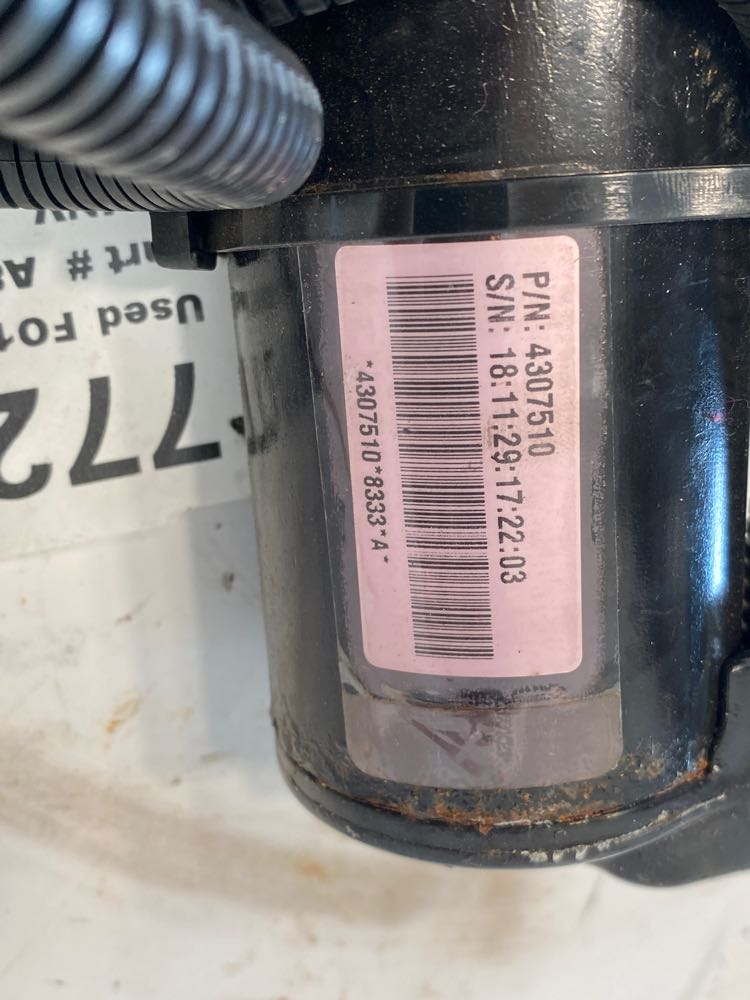 P/N: 4307510
S/N: 18:11:29:17:22:03
*4307510*8333*A*
Used
772